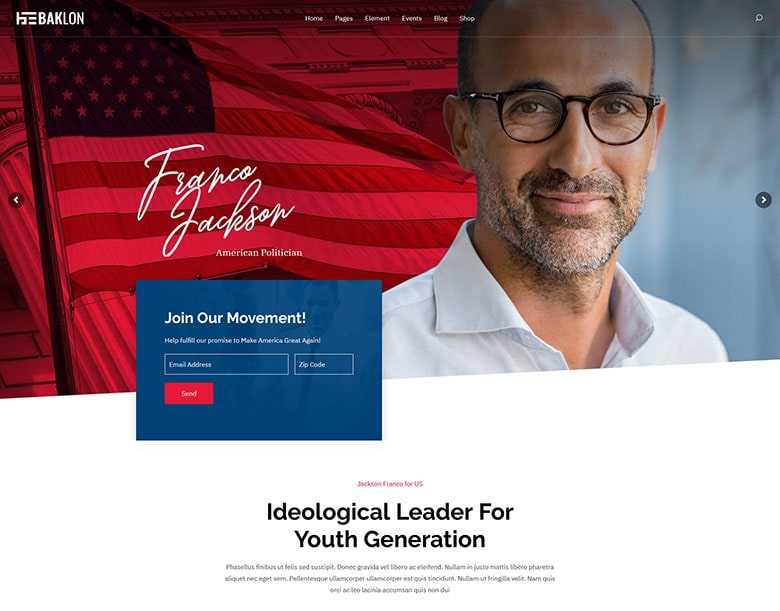 BAKLON
Home Pages Element Events Blog Shop
Franco
Jackson
American Politician
Join Our Movement!
Help fulfill our promise to Make America Great Again!
Email Address Zip Code
Send
Jackson Franco for US
Ideological Leader For
Youth Generation
Phasellus finibus ut felis sed suscipit. Donec gravida vel libero ac eleifend. Nullam in justo mattis libero pharetra
aliquet nec eget sem. Pellentesque ullamcorper ullamcorper est quis tincidunt. Nullam ut fringilla velit. Nam quis
orci ac leo lacinia accumsan quis non dui